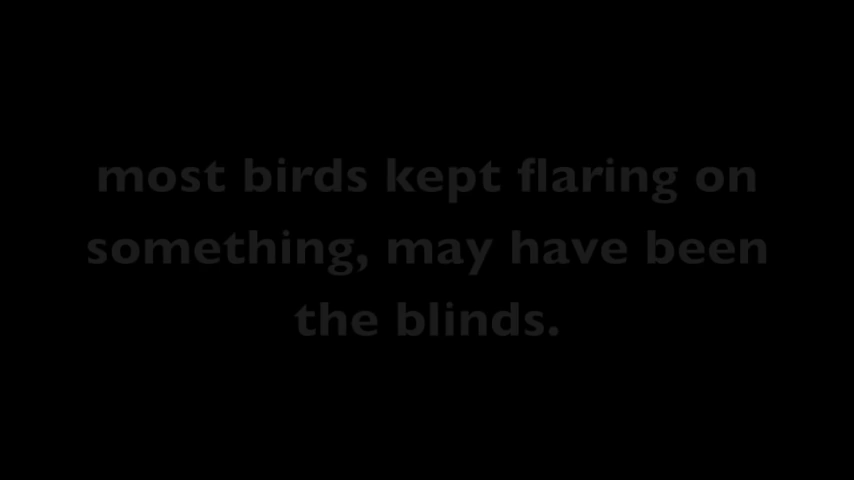 most birds kept flaring on
something, may have been
the blinds.